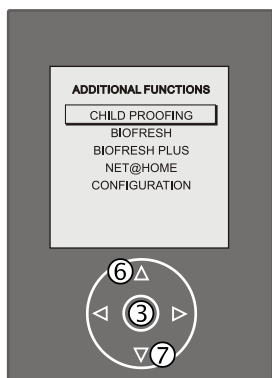 ADDITIONAL FUNCTIONS
CHILD PROOFING
BIOFRESH
BIOFRESH PLUS
NET@HOME
CONFIGURATION
6
3
7